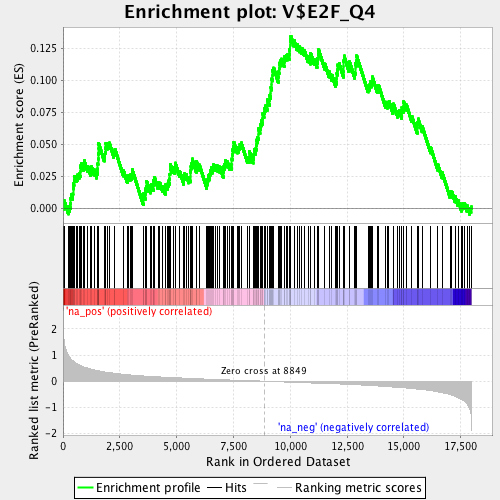 Enrichment plot: V$E2F_Q4
Enrichment score (ES)
0.125
0.100
0.075
0.050
0.025
0.000
'na_pos' (positively correlated)
Ranked list metric (PreRanked)
2
1
0
-1
-2
Zero cross at 8849
'na_neg' (negatively correlated)
0
2,500
5,000
7,500
10,000
12,500
15,000
17,500
Rank in Ordered Dataset
Enrichment profile
Hits
Ranking metric scores